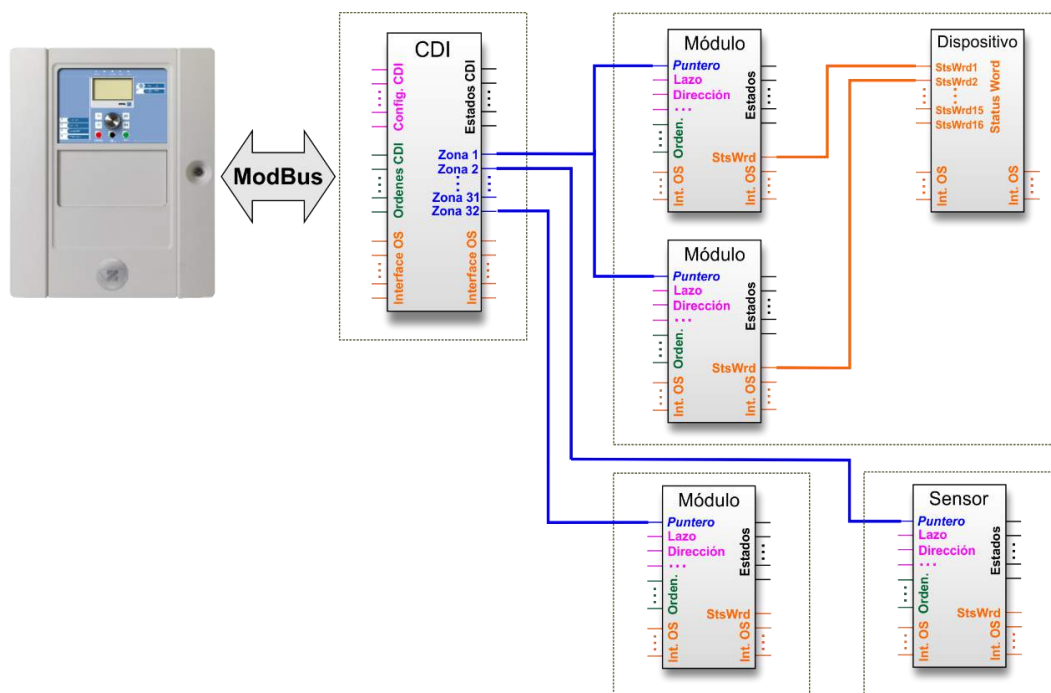 ModBus
CDI
Config. CDI
Ordenes CDI
Interface OS
Estados CDI
Zona 1
Zona 2
Zona 31
Zona 32
Interface OS
Módulo
Puntero
Lazo
Dirección
Orden.
Int. OS
Estados
StsWrd
Int. OS
Dispositivo
StsWrd1
StsWrd2
StsWrd15
StsWrd16
Status Word
Int. OS
Int. OS
Módulo
Puntero
Lazo
Dirección
Orden.
Int. OS
Estados
StsWrd
Int. OS
Módulo
Puntero
Lazo
Dirección
Orden.
Int. OS
Estados
StsWrd
Int. OS
Sensor
Puntero
Lazo
Dirección
Orden.
Int. OS
Estados
StsWrd
Int. OS